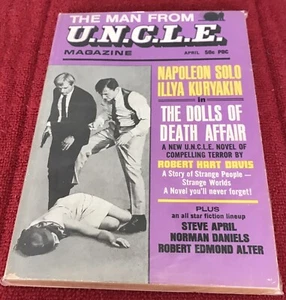 THE MAN FROM
U.N.C.L.E.
MAGAZINE
APRIL 50c PDC
NAPOLEON SOLO
ILLYA KURYAKIN
in
THE DOLLS OF
DEATH AFFAIR
A NEW U.N.C.L.E. NOVEL OF
COMPELLING TERROR BY
ROBERT HART DAVIS
A Story of Strange People—
Strange Worlds
A Novel you'll never forget!
PLUS
an all star fiction lineup
STEVE APRIL
NORMAN DANIELS
ROBERT EDMOND ALTER